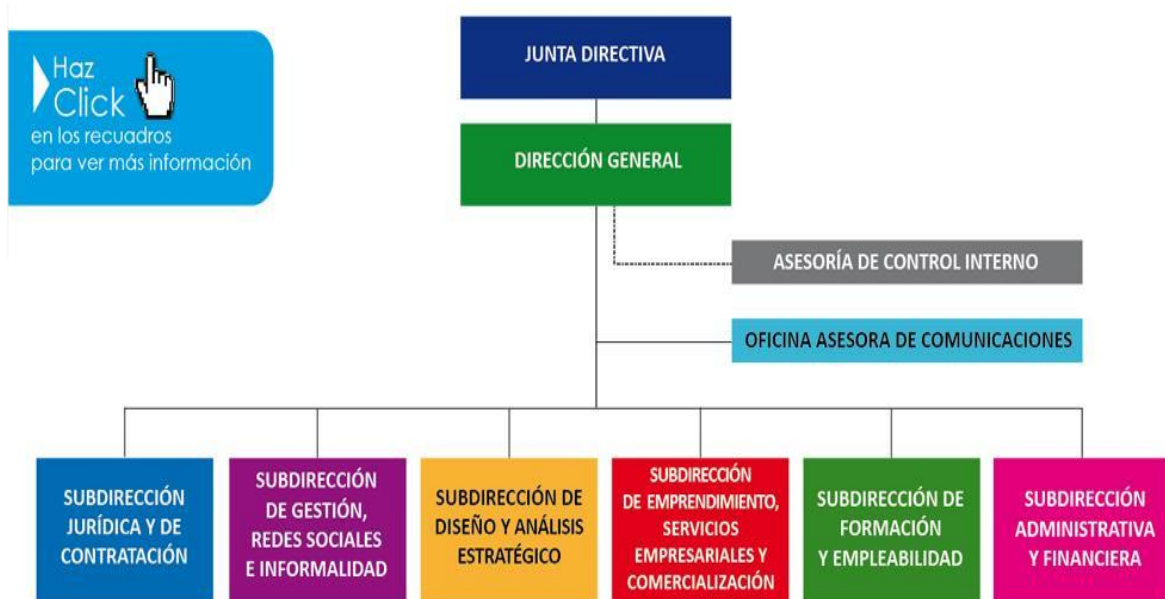 Haz
Click
en los recuadros
para ver más información
JUNTA DIRECTIVA
DIRECCIÓN GENERAL
ASESORÍA DE CONTROL INTERNO
OFICINA ASESORA DE COMUNICACIONES
SUBDIRECCIÓN
JURÍDICA Y DE
CONTRATACIÓN
SUBDIRECCIÓN
DE GESTIÓN,
REDES SOCIALES
E INFORMALIDAD
SUBDIRECCIÓN DE
DISEÑO Y ANÁLISIS
ESTRATÉGICO
SUBDIRECCIÓN
DE EMPRENDIMIENTO,
SERVICIOS
EMPRESARIALES Y
COMERCIALIZACIÓN
SUBDIRECCIÓN DE
FORMACIÓN
Y EMPLEABILIDAD
SUBDIRECCIÓN
ADMINISTRATIVA
Y FINANCIERA